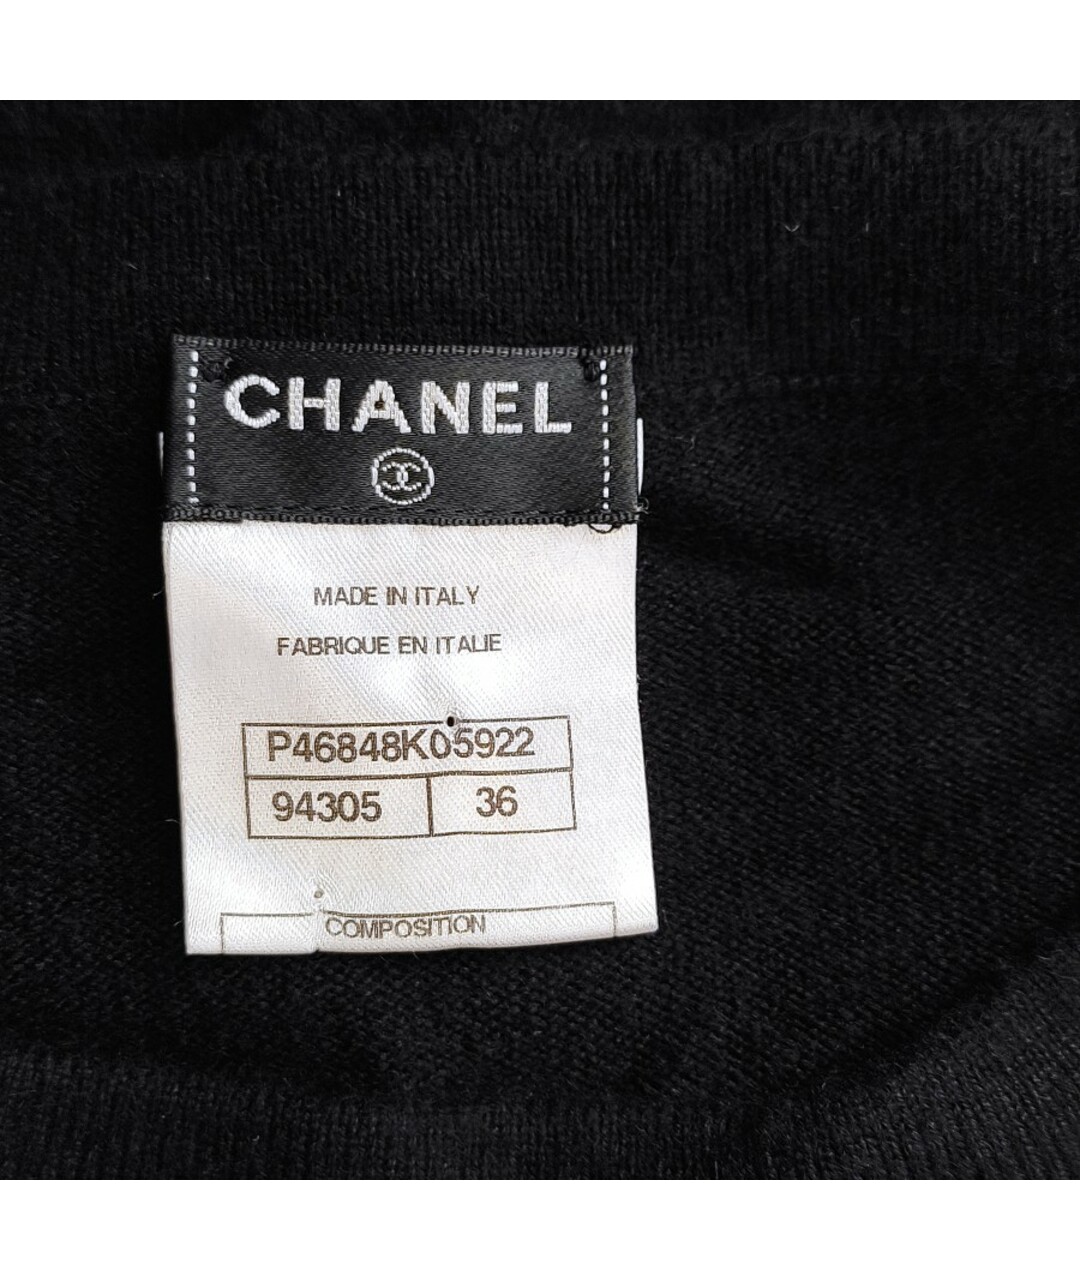 CHANEL
MADE IN ITALY
FABRIQUE EN ITALIE
P46848K05922
94305 36
COMPOSITION